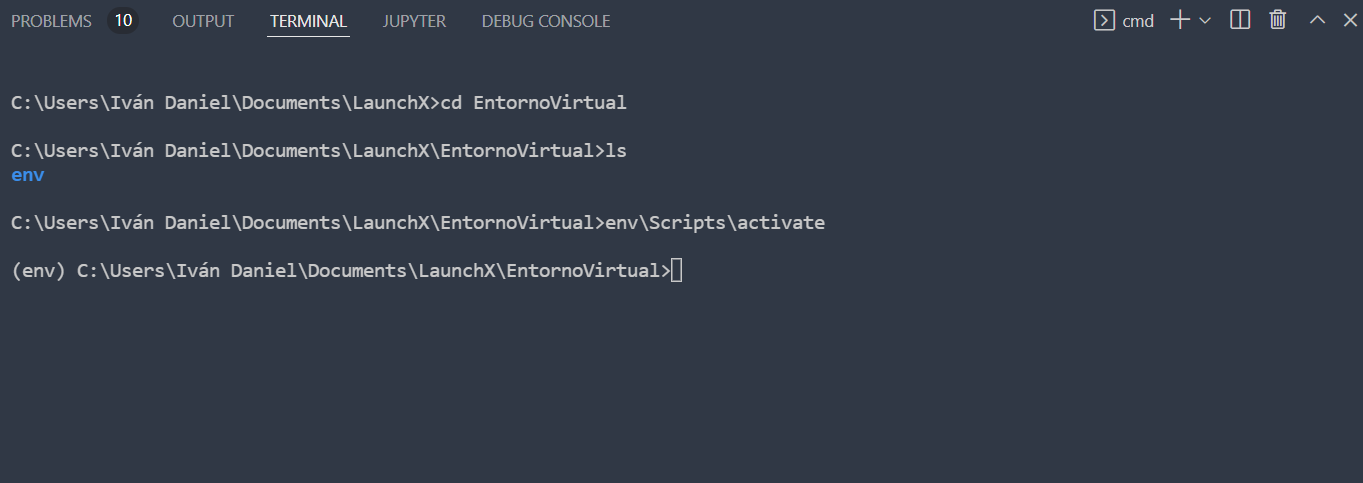 PROBLEMS 10 OUTPUT TERMINAL JUPYTER DEBUG CONSOLE cmd
C:\Users\Iván Daniel\Documents\LaunchX>cd EntornoVirtual
C:\Users\Iván Daniel\Documents\LaunchX\EntornoVirtual>ls
env
C:\Users\Iván Daniel\Documents\LaunchX\EntornoVirtual>env\Scripts\activate
(env) C:\Users\Iván Daniel\Documents\LaunchX\EntornoVirtual>